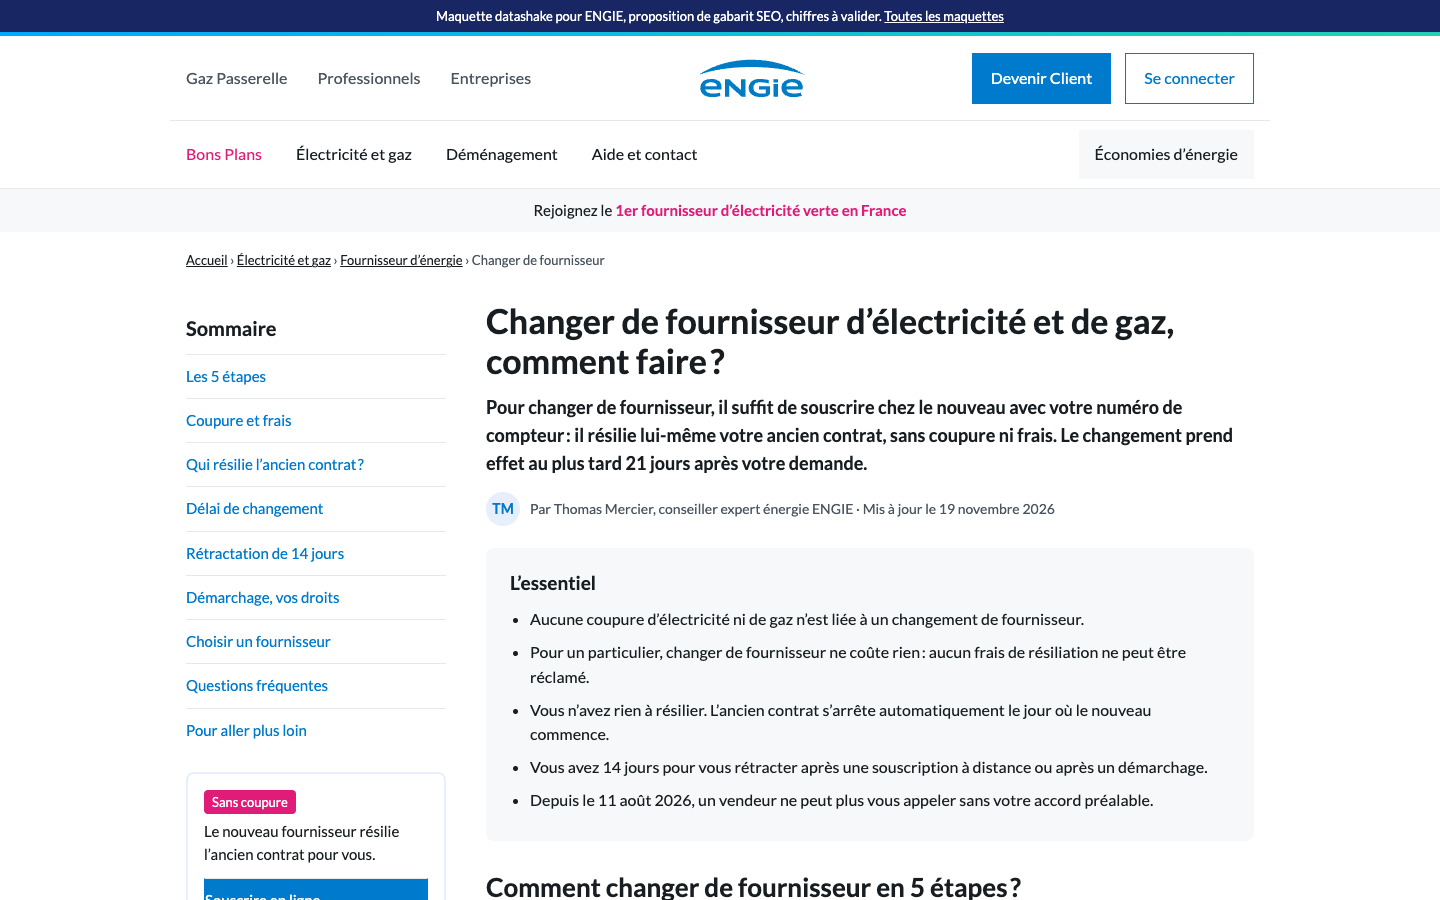 Maquette datashake pour ENGIE, proposition de gabarit SEO, chiffres à valider. Toutes les maquettes
Gaz Passerelle
Professionnels
Entreprises
ENGIE
Devenir Client
Se connecter
Bons Plans
Électricité et gaz
Déménagement
Aide et contact
Économies d’énergie
Rejoignez le 1er fournisseur d’électricité verte en France
Accueil › Électricité et gaz › Fournisseur d’énergie › Changer de fournisseur
Sommaire
Les 5 étapes
Coupure et frais
Qui résilie l’ancien contrat ?
Délai de changement
Rétractation de 14 jours
Démarchage, vos droits
Choisir un fournisseur
Questions fréquentes
Pour aller plus loin
Sans coupure
Le nouveau fournisseur résilie
l’ancien contrat pour vous.
Souscrire en ligne
Changer de fournisseur d’électricité et de gaz,
comment faire ?
Pour changer de fournisseur, il suffit de souscrire chez le nouveau avec votre numéro de
compteur : il résilie lui-même votre ancien contrat, sans coupure ni frais. Le changement prend
effet au plus tard 21 jours après votre demande.
TM
Par Thomas Mercier, conseiller expert énergie ENGIE · Mis à jour le 19 novembre 2026
L’essentiel
• Aucune coupure d’électricité ni de gaz n’est liée à un changement de fournisseur.
• Pour un particulier, changer de fournisseur ne coûte rien : aucun frais de résiliation ne peut être
réclamé.
• Vous n’avez rien à résilier. L’ancien contrat s’arrête automatiquement le jour où le nouveau
commence.
• Vous avez 14 jours pour vous rétracter après une souscription à distance ou après un démarchage.
• Depuis le 11 août 2026, un vendeur ne peut plus vous appeler sans votre accord préalable.
Comment changer de fournisseur en 5 étapes ?